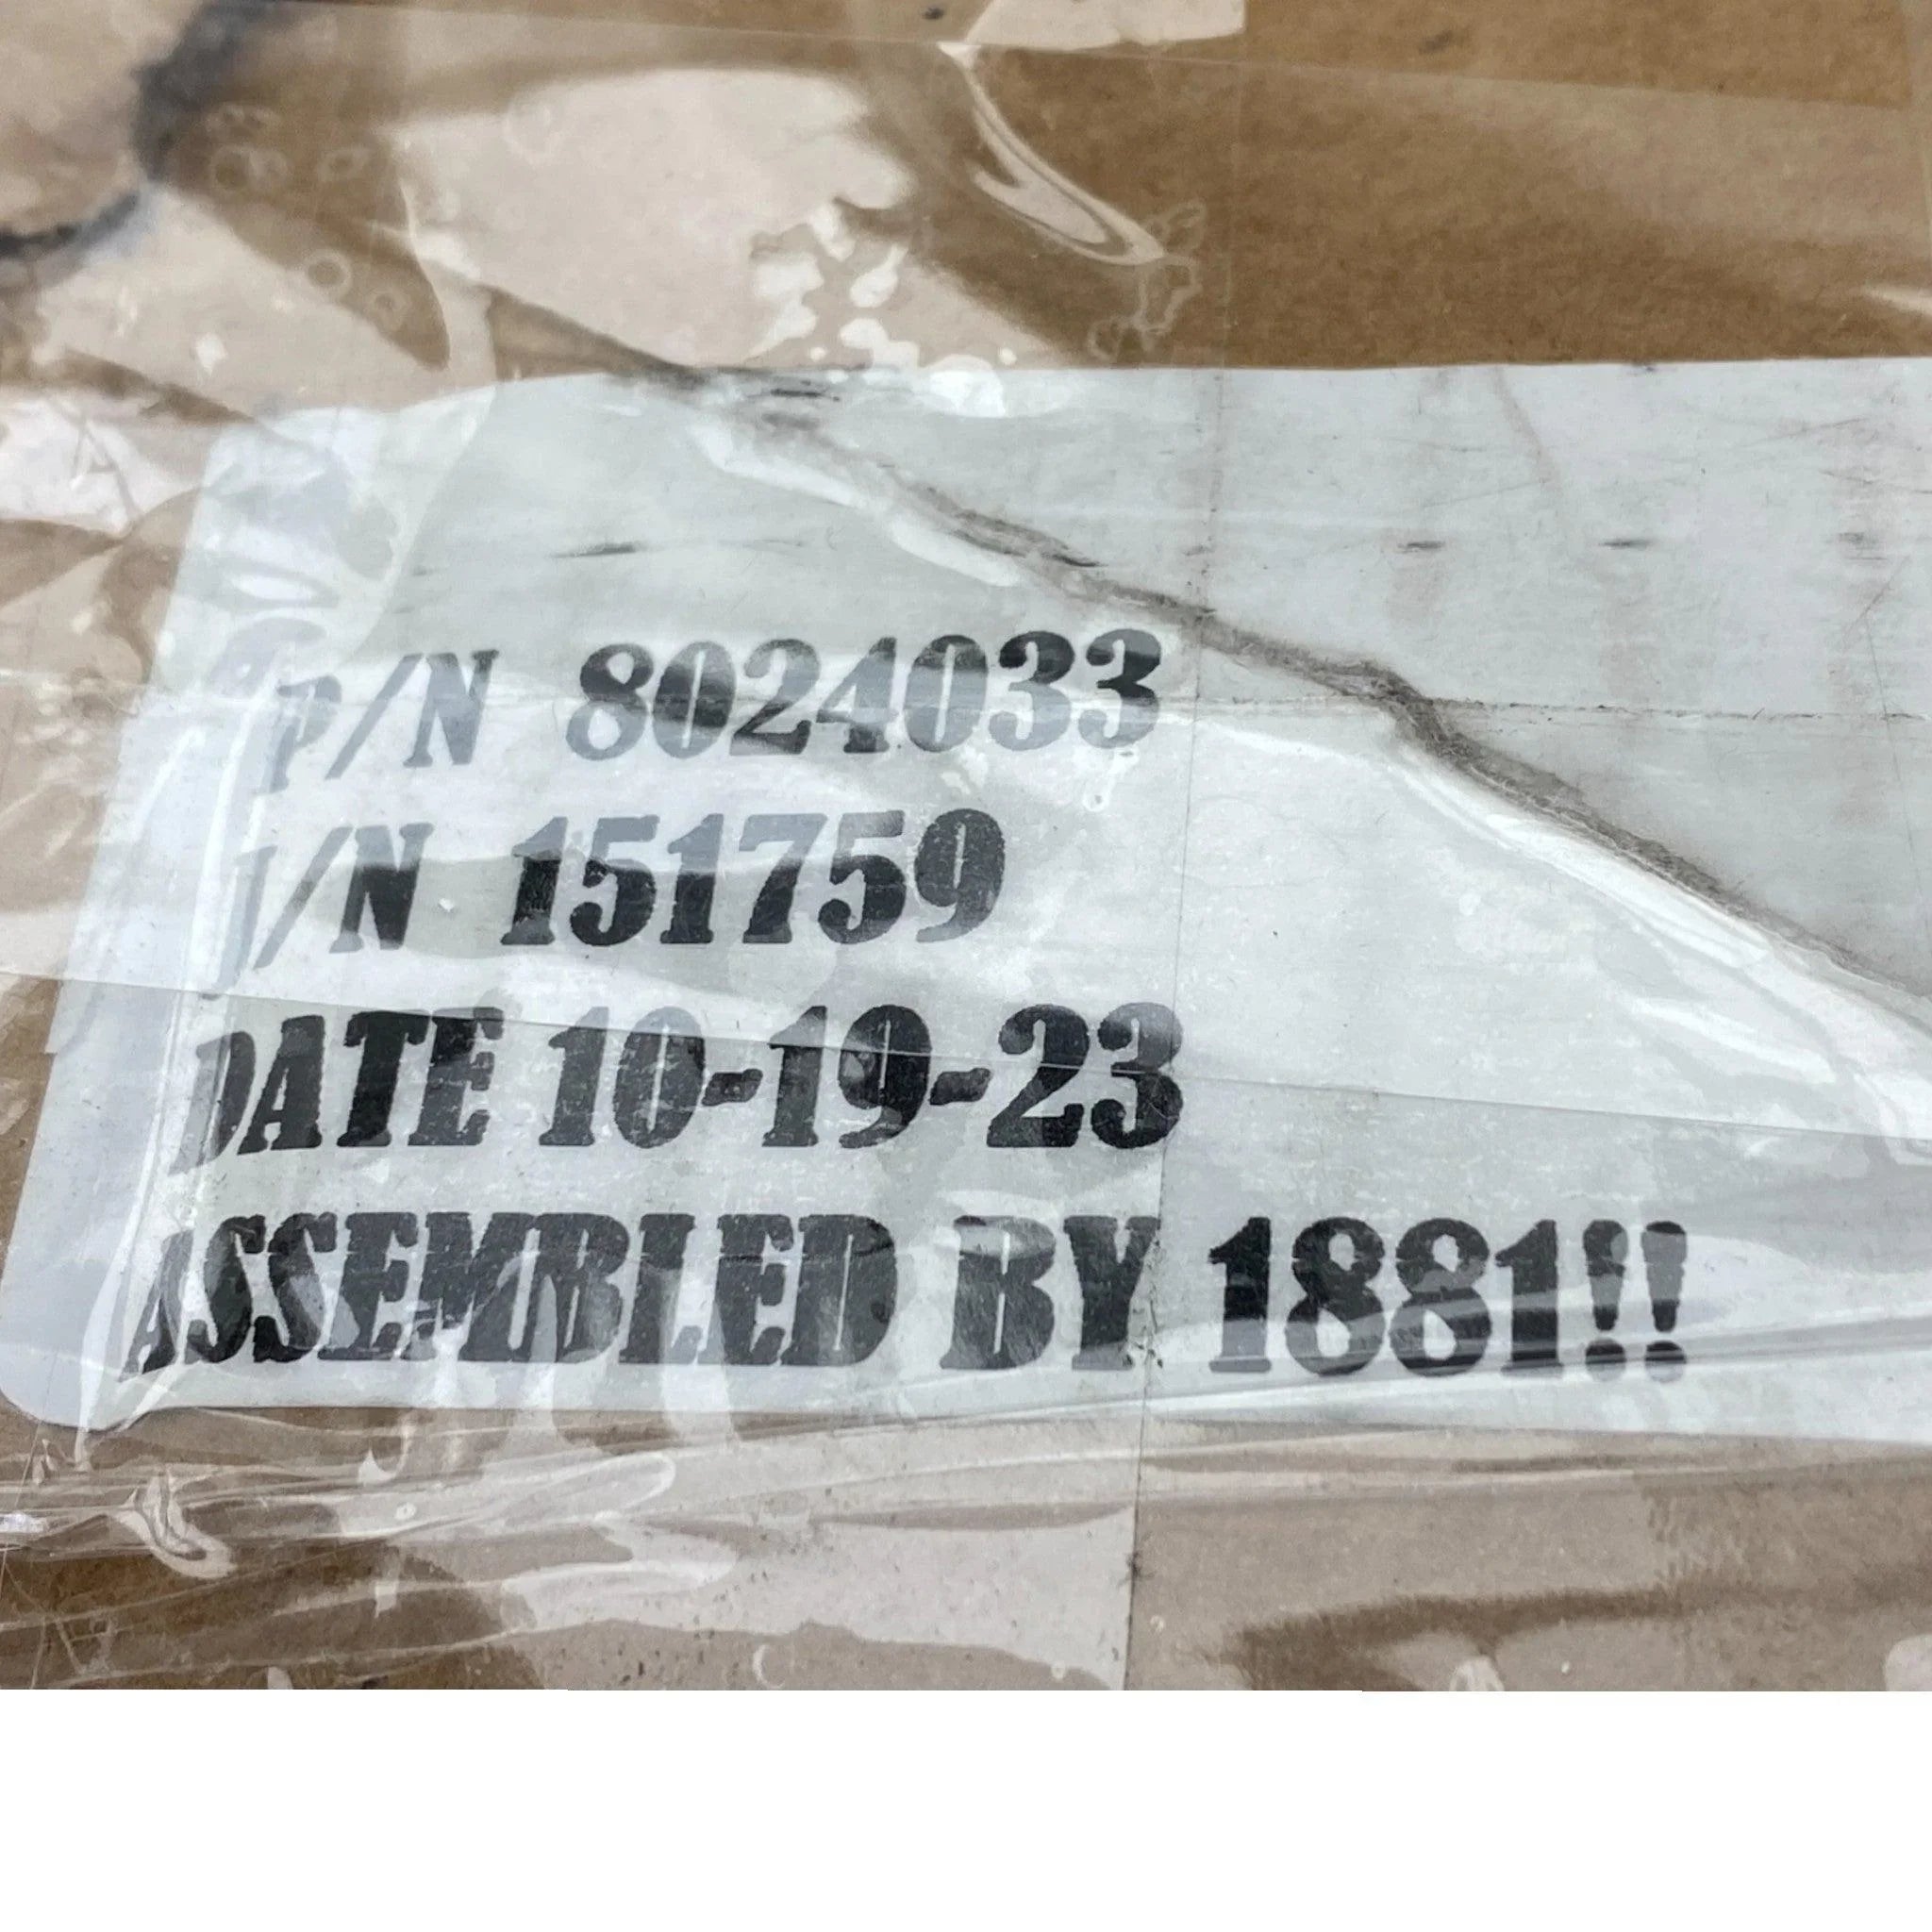 P/N 8024033
J/N 151759
DATE 10-19-23
ASSEMBLED BY 1881!!